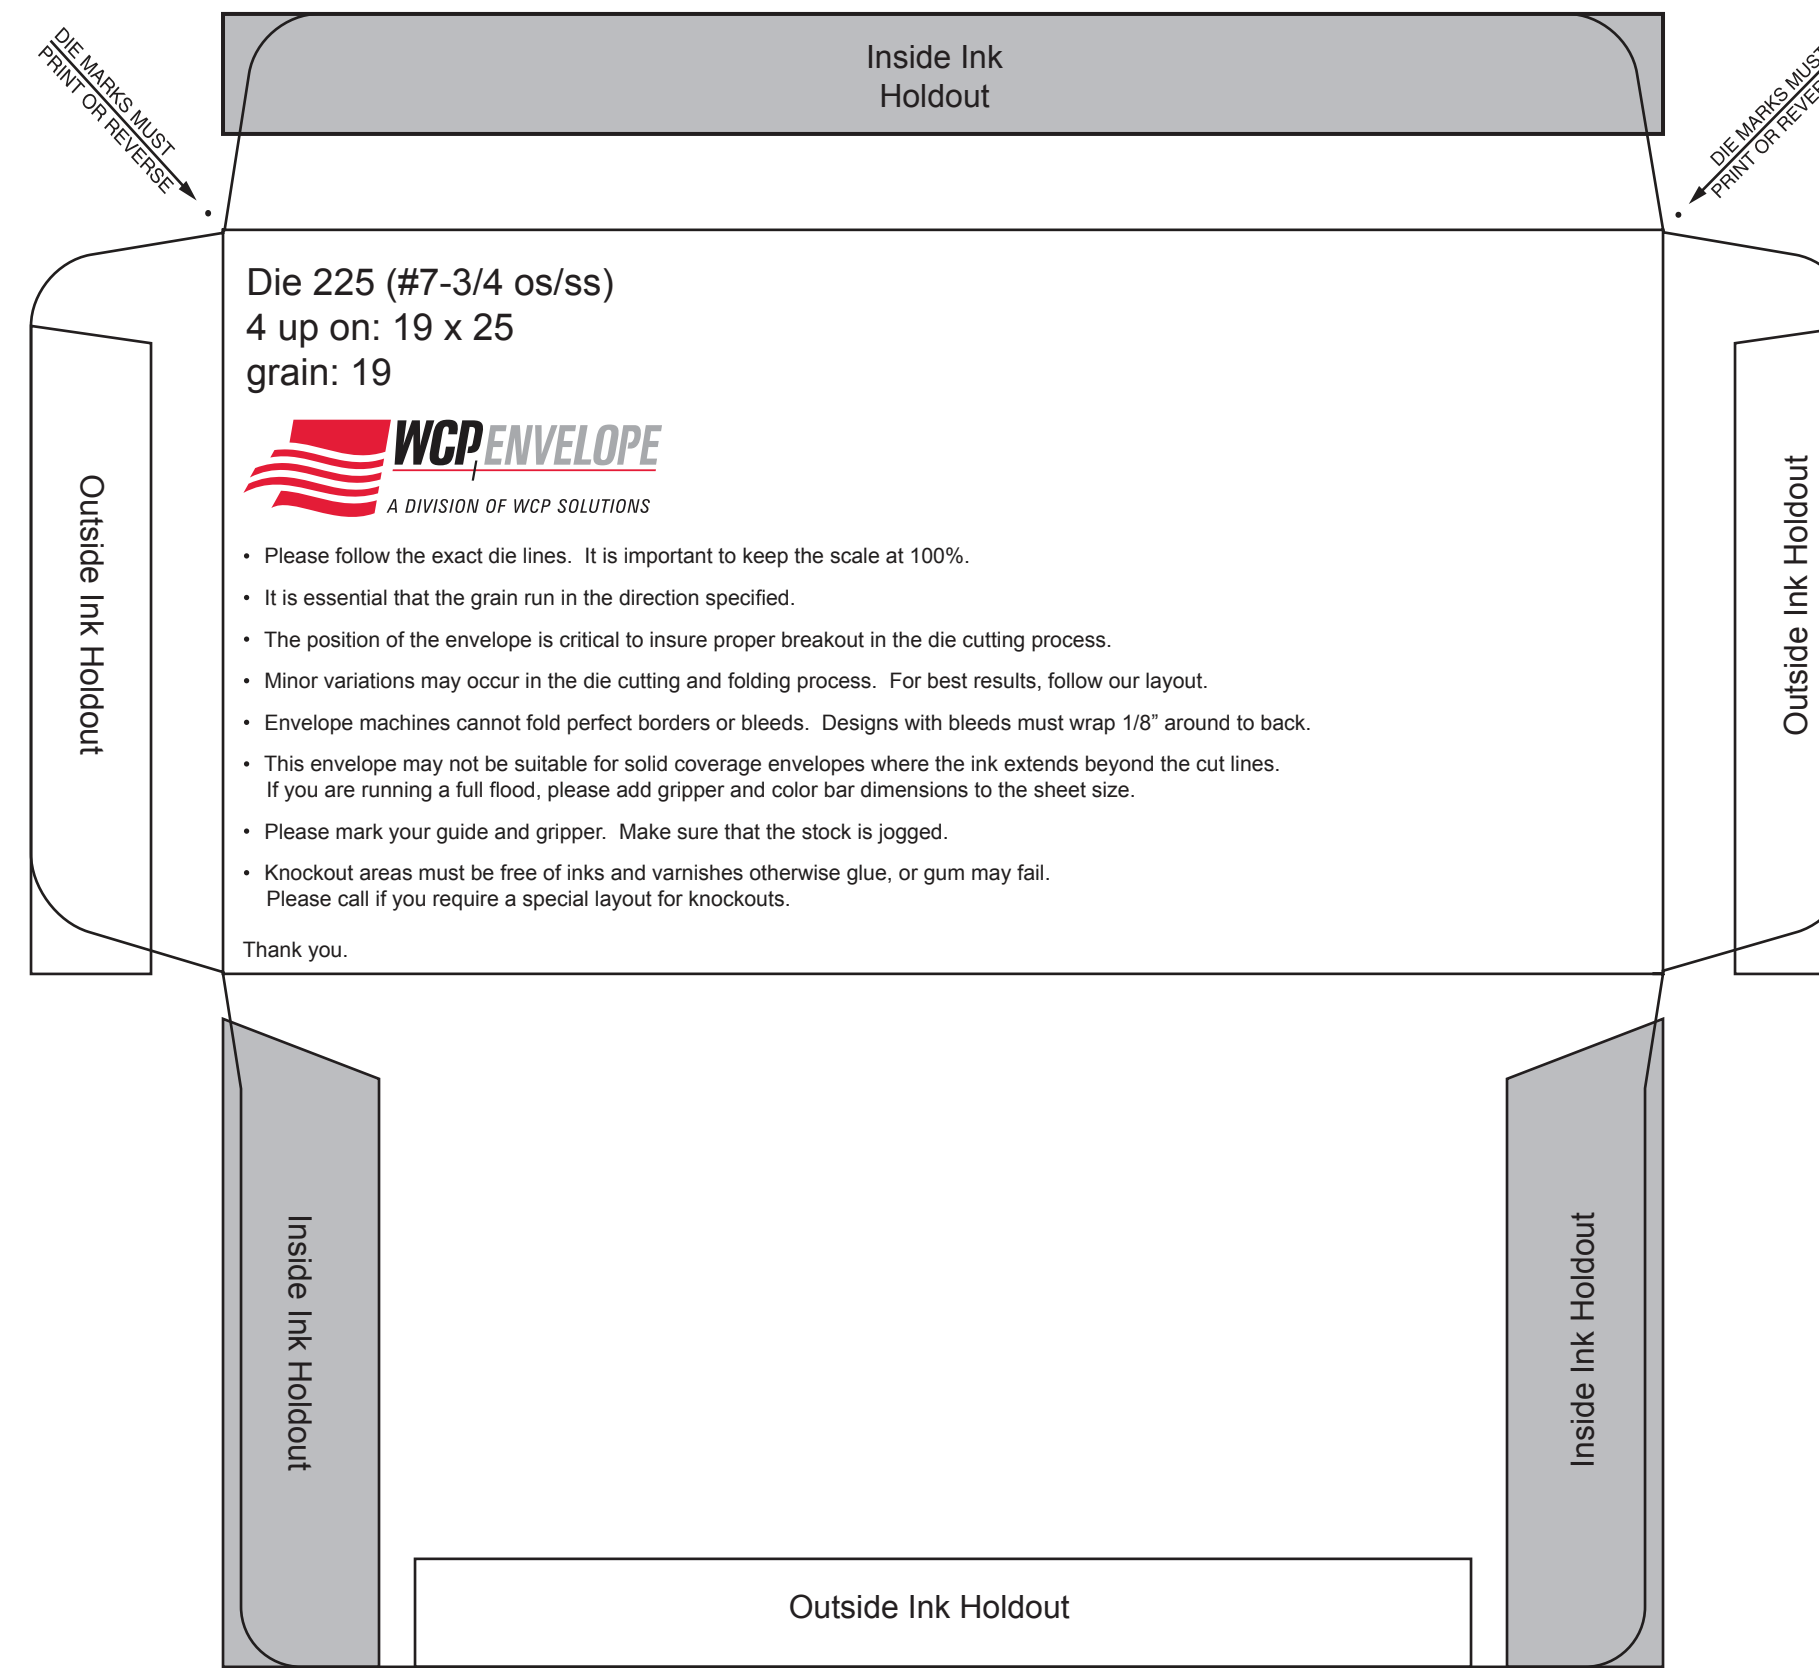 DIE MARKS MUST
PRINT OR REVERSE
Inside Ink
Holdout
DIE MARKS MUST
PRINT OR
Die 225 (#7-3/4 os/ss)
4 up on: 19 x 25
grain: 19
WCP ENVELOPE
A DIVISION OF WCP SOLUTIONS
• Please follow the exact die lines.  It is important to keep the scale at 100%.
• It is essential that the grain run in the direction specified.
• The position of the envelope is critical to insure proper breakout in the die cutting process.
• Minor variations may occur in the die cutting and folding process.  For best results, follow our layout.
• Envelope machines cannot fold perfect borders or bleeds.  Designs with bleeds must wrap 1/8” around to back.
• This envelope may not be suitable for solid coverage envelopes where the ink extends beyond the cut lines.
If you are running a full flood, please add gripper and color bar dimensions to the sheet size.
• Please mark your guide and gripper.  Make sure that the stock is jogged.
• Knockout areas must be free of inks and varnishes otherwise glue, or gum may fail.
Please call if you require a special layout for knockouts.
Thank you.
Outside Ink Holdout
Outside Ink Holdout
Inside Ink Holdout
Inside Ink Holdout
Outside Ink Holdout